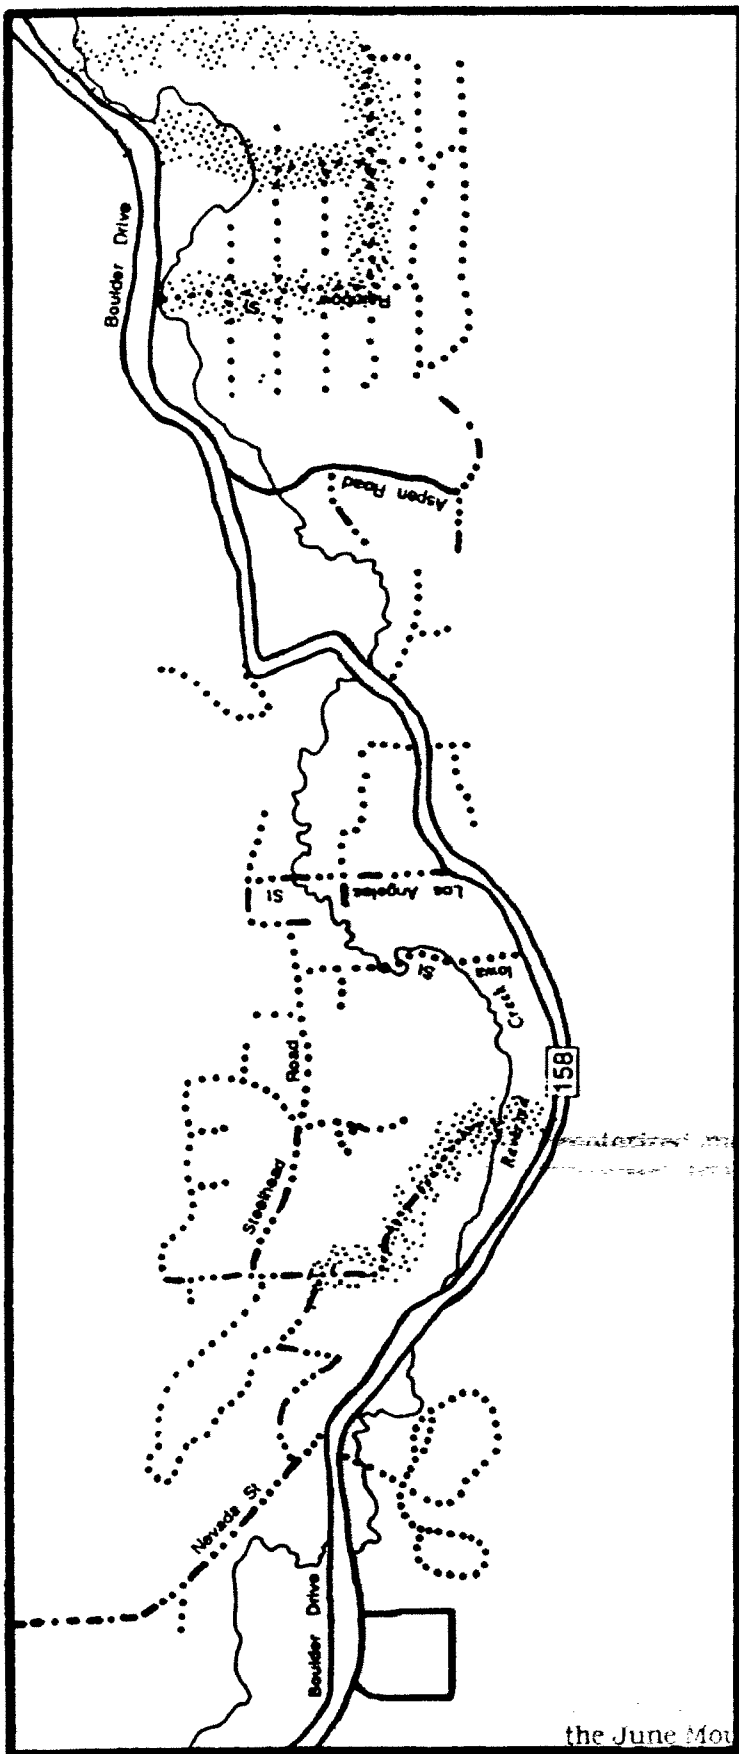 Boulder Drive
Rainbow
St
Aspen Road
Los Angeles
St
Iowa
St
Creek
Road
158
Reversed
Steelhead
Nevada St
Boulder Drive
the June Mou